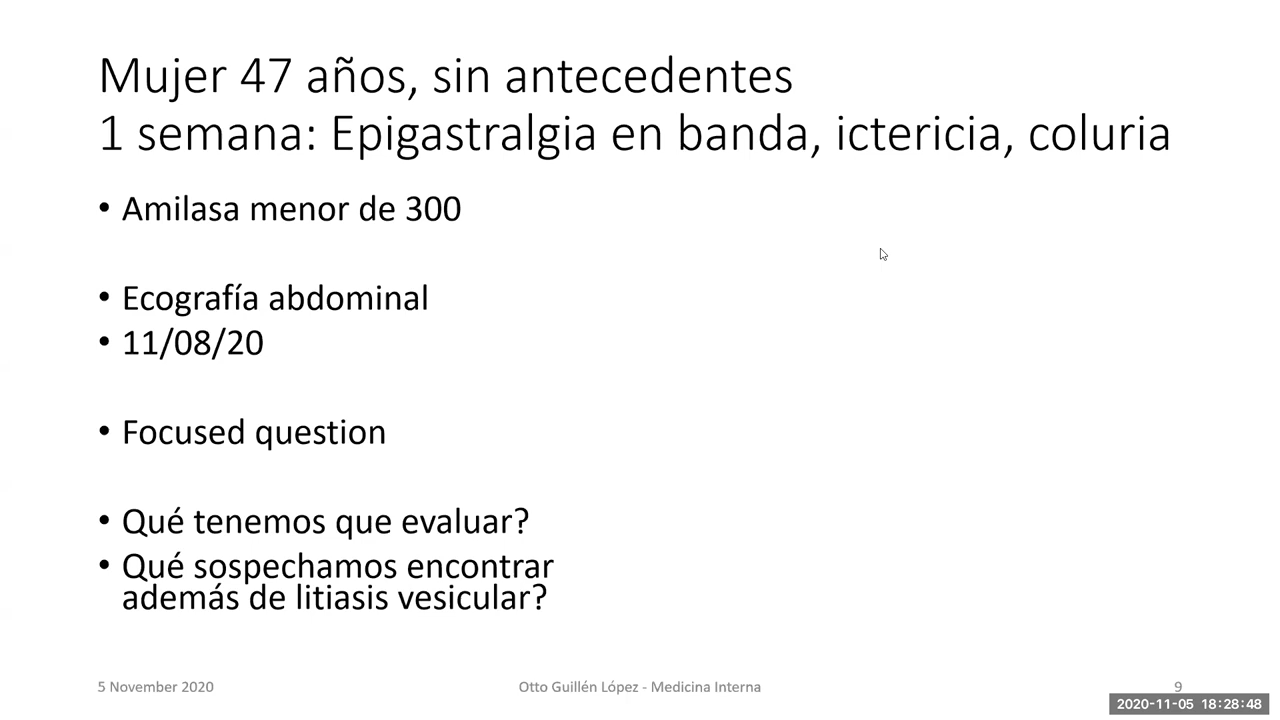 Mujer 47 años, sin antecedentes
1 semana: Epigastralgia en banda, ictericia, coluria
• Amilasa menor de 300
• Ecografía abdominal
• 11/08/20
• Focused question
• Qué tenemos que evaluar?
• Qué sospechamos encontrar
además de litiasis vesicular?
5 November 2020
Otto Guillén López - Medicina Interna
9
2020-11-05 18:28:48